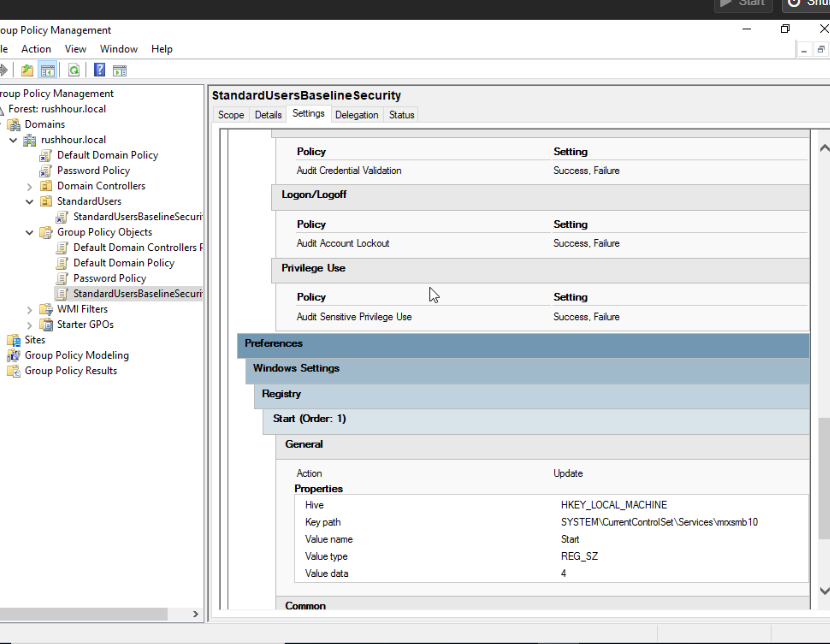 Start
Shu
oup Policy Management
le Action View Window Help
roup Policy Management
Forest: rushhour.local
Domains
rushhour.local
Default Domain Policy
Password Policy
Domain Controllers
StandardUsers
StandardUsersBaselineSecuri
Group Policy Objects
Default Domain Controllers P
Default Domain Policy
Password Policy
StandardUsersBaselineSecuri
WMI Filters
Starter GPOs
Sites
Group Policy Modeling
Group Policy Results
StandardUsersBaselineSecurity
Scope Details Settings Delegation Status
Policy Setting
Audit Credential Validation Success, Failure
Logon/Logoff
Policy Setting
Audit Account Lockout Success, Failure
Privilege Use
Policy Setting
Audit Sensitive Privilege Use Success, Failure
Preferences
Windows Settings
Registry
Start (Order: 1)
General
Action Update
Properties
Hive HKEY_LOCAL_MACHINE
Key path SYSTEM\CurrentControlSet\Services\mrxsmb10
Value name Start
Value type REG_SZ
Value data 4
Common